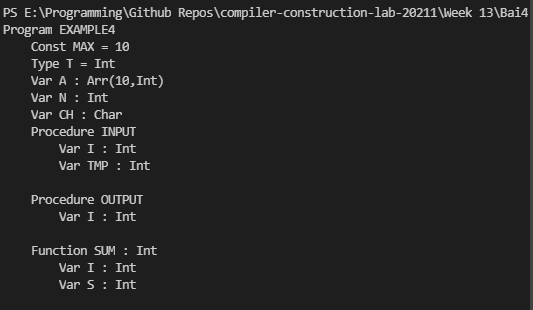 PS E:\Programming\Github Repos\compiler-construction-lab-20211\Week 13\Bai4
Program EXAMPLE4
    Const MAX = 10
    Type T = Int
    Var A : Arr(10,Int)
    Var N : Int
    Var CH : Char
    Procedure INPUT
        Var I : Int
        Var TMP : Int

    Procedure OUTPUT
        Var I : Int

    Function SUM : Int
        Var I : Int
        Var S : Int